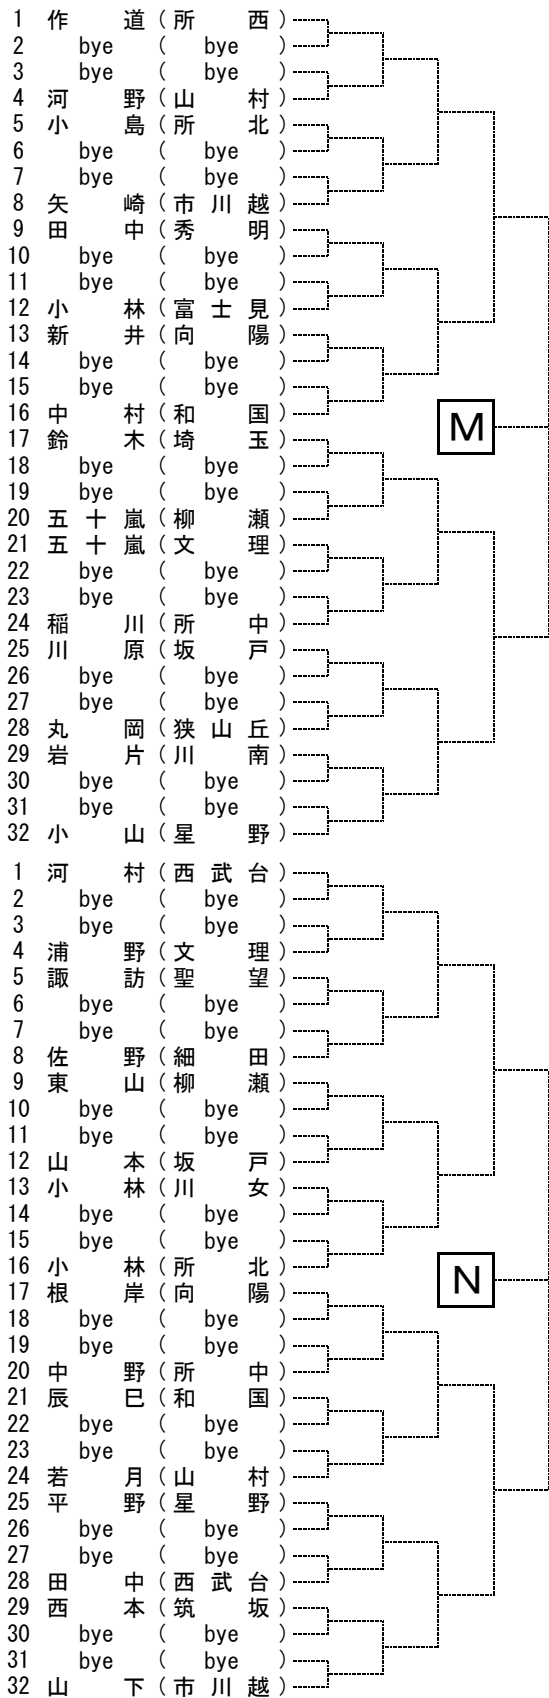 1 作道(所西)
2 bye ( bye )
3 bye ( bye )
4 河野(山村)
5 小島(所北)
6 bye ( bye )
7 bye ( bye )
8 矢崎(市川越)
9 田中(秀明)
10 bye ( bye )
11 bye ( bye )
12 小林(富士見)
13 新井(向陽)
14 bye ( bye )
15 bye ( bye )
16 中村(和国)
M
17 鈴木(埼玉)
18 bye ( bye )
19 bye ( bye )
20 五十嵐(柳瀬)
21 五十嵐(文理)
22 bye ( bye )
23 bye ( bye )
24 稲川(所中)
25 川原(坂戸)
26 bye ( bye )
27 bye ( bye )
28 丸岡(狭山丘)
29 岩片(川南)
30 bye ( bye )
31 bye ( bye )
32 小山(星野)
1 河村(西武台)
2 bye ( bye )
3 bye ( bye )
4 浦野(文理)
5 諏訪(聖望)
6 bye ( bye )
7 bye ( bye )
8 佐野(細田)
9 東山(柳瀬)
10 bye ( bye )
11 bye ( bye )
12 山本(坂戸)
13 小林(川女)
14 bye ( bye )
15 bye ( bye )
16 小林(所北)
N
17 根岸(向陽)
18 bye ( bye )
19 bye ( bye )
20 中野(所中)
21 辰巳(和国)
22 bye ( bye )
23 bye ( bye )
24 若月(山村)
25 平野(星野)
26 bye ( bye )
27 bye ( bye )
28 田中(西武台)
29 西本(筑坂)
30 bye ( bye )
31 bye ( bye )
32 山下(市川越)